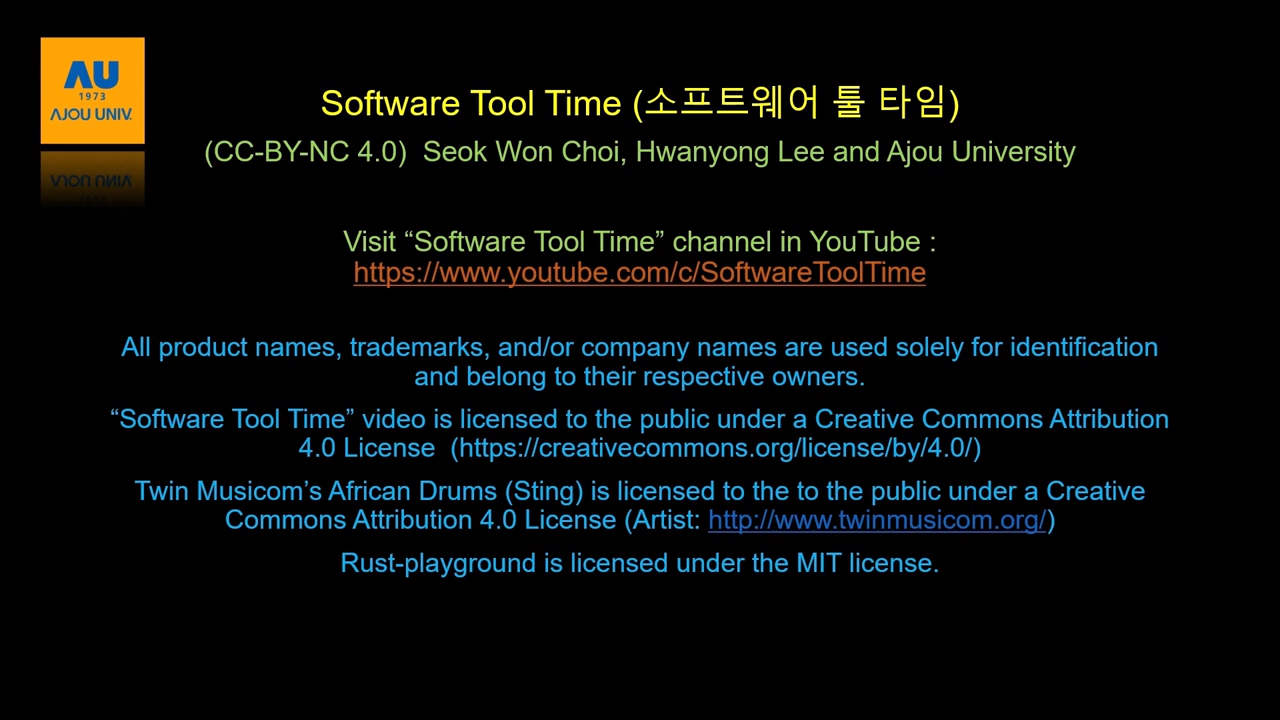 AU
1973
AJOU UNIV.
Software Tool Time (소프트웨어 툴 타임)
(CC-BY-NC 4.0)  Seok Won Choi, Hwanyong Lee and Ajou University
Visit “Software Tool Time” channel in YouTube :
https://www.youtube.com/c/SoftwareToolTime
All product names, trademarks, and/or company names are used solely for identification
and belong to their respective owners.
“Software Tool Time” video is licensed to the public under a Creative Commons Attribution
4.0 License  (https://creativecommons.org/license/by/4.0/)
Twin Musicom’s African Drums (Sting) is licensed to the to the public under a Creative
Commons Attribution 4.0 License (Artist: http://www.twinmusicom.org/)
Rust-playground is licensed under the MIT license.